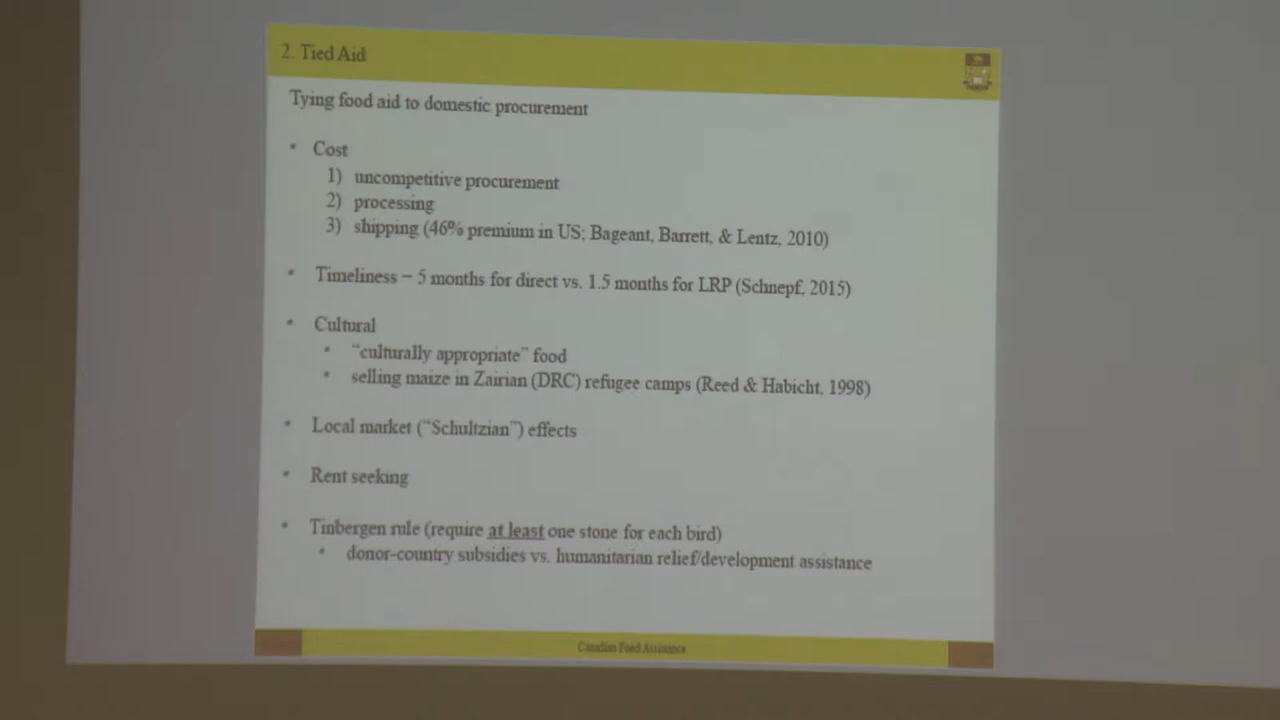 2. Tied Aid
Tying food aid to domestic procurement
• Cost
1) uncompetitive procurement
2) processing
3) shipping (46% premium in US; Bageant, Barrett, & Lentz, 2010)
• Timeliness – 5 months for direct vs. 1.5 months for LRP (Schnepf, 2015)
• Cultural
• “culturally appropriate” food
• selling maize in Zairian (DRC) refugee camps (Reed & Habicht, 1998)
• Local market (“Schultzian”) effects
• Rent seeking
• Tinbergen rule (require at least one stone for each bird)
• donor-country subsidies vs. humanitarian relief/development assistance
Canadian Food Assistance